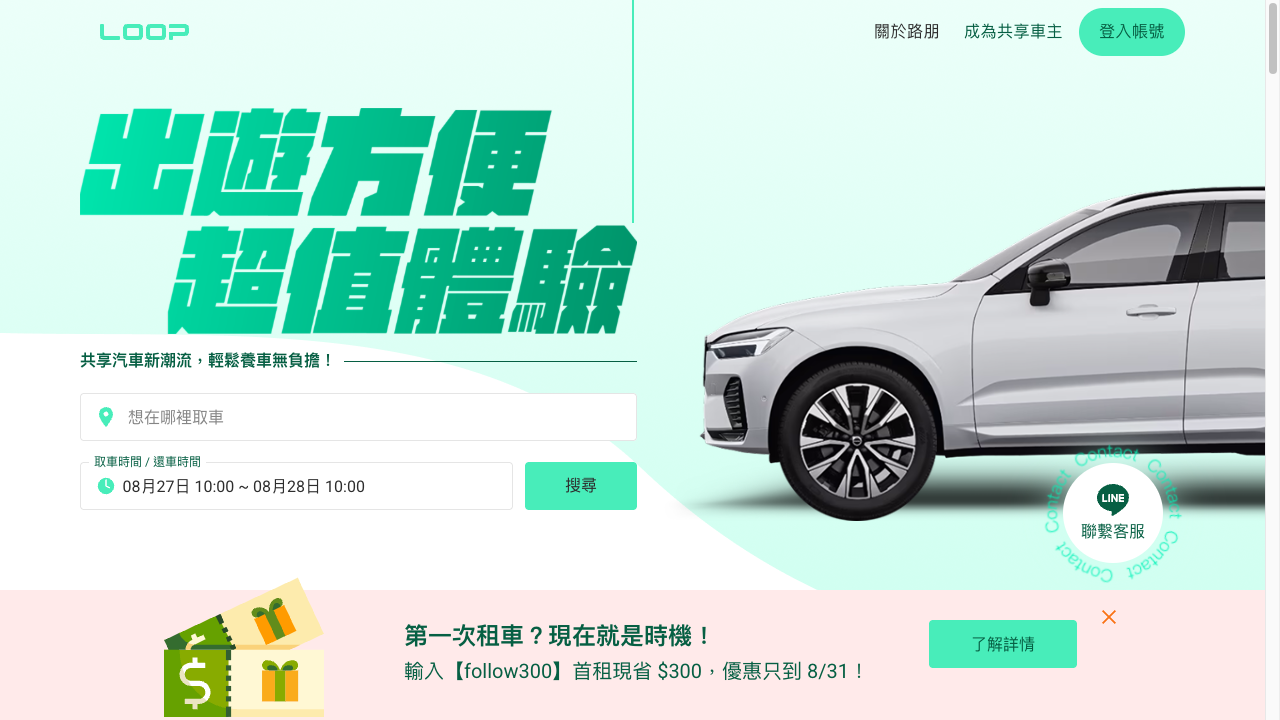 LOOP
關於路朋
成為共享車主
登入帳號
出遊方便
超值體驗
共享汽車新潮流，輕鬆養車無負擔！
想在哪裡取車
取車時間 / 還車時間
08月27日 10:00 ~ 08月28日 10:00
搜尋
Contact Contact Contact Contact Contact Contact
LINE
聯繫客服
第一次租車？現在就是時機！
輸入【follow300】首租現省 $300，優惠只到 8/31！
了解詳情
$
$